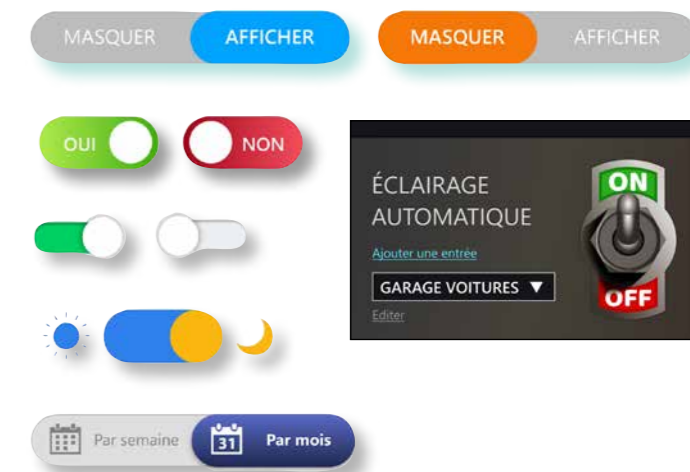 MASQUER AFFICHER
MASQUER AFFICHER
OUI
NON
ÉCLAIRAGE
AUTOMATIQUE
Ajouter une entrée
GARAGE VOITURES
Editer
ON
OFF
Par semaine
31 Par mois